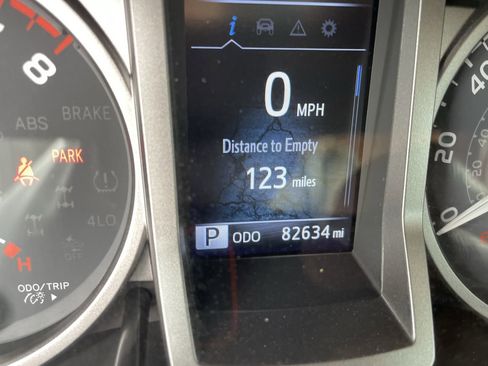 i
0 MPH
Distance to Empty
123 miles
P ODO 82634 mi
8
BRAKE
ABS
PARK
4LO
H
ODO/TRIP
40
20